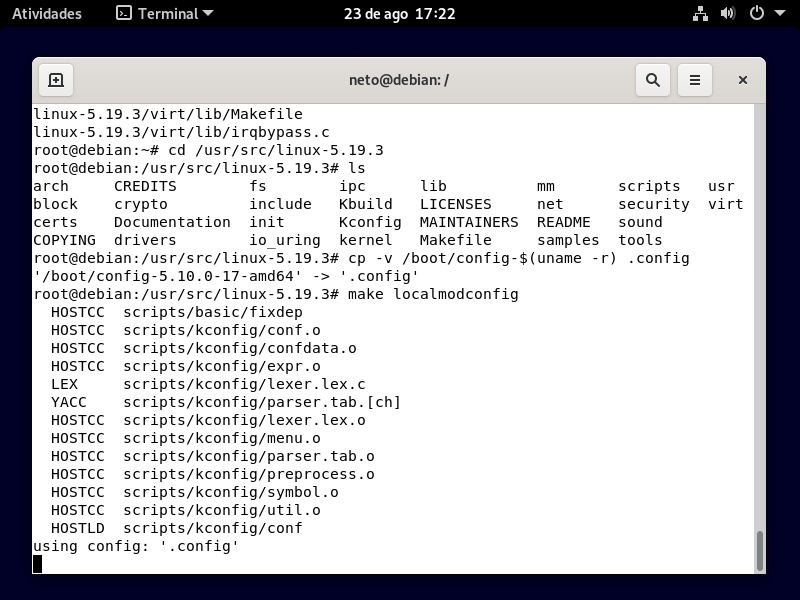 Atividades Terminal 23 de ago 17:22
neto@debian: /
linux-5.19.3/virt/lib/Makefile
linux-5.19.3/virt/lib/irqbypass.c
root@debian:~# cd /usr/src/linux-5.19.3
root@debian:/usr/src/linux-5.19.3# ls
arch     CREDITS        fs        ipc      lib          mm       scripts   usr
block    crypto         include   Kbuild   LICENSES     net      security  virt
certs    Documentation  init      Kconfig  MAINTAINERS  README   sound
COPYING  drivers        io_uring  kernel   Makefile     samples  tools
root@debian:/usr/src/linux-5.19.3# cp -v /boot/config-$(uname -r) .config
'/boot/config-5.10.0-17-amd64' -> '.config'
root@debian:/usr/src/linux-5.19.3# make localmodconfig
  HOSTCC  scripts/basic/fixdep
  HOSTCC  scripts/kconfig/conf.o
  HOSTCC  scripts/kconfig/confdata.o
  HOSTCC  scripts/kconfig/expr.o
  LEX     scripts/kconfig/lexer.lex.c
  YACC    scripts/kconfig/parser.tab.[ch]
  HOSTCC  scripts/kconfig/lexer.lex.o
  HOSTCC  scripts/kconfig/menu.o
  HOSTCC  scripts/kconfig/parser.tab.o
  HOSTCC  scripts/kconfig/preprocess.o
  HOSTCC  scripts/kconfig/symbol.o
  HOSTCC  scripts/kconfig/util.o
  HOSTLD  scripts/kconfig/conf
using config: '.config'